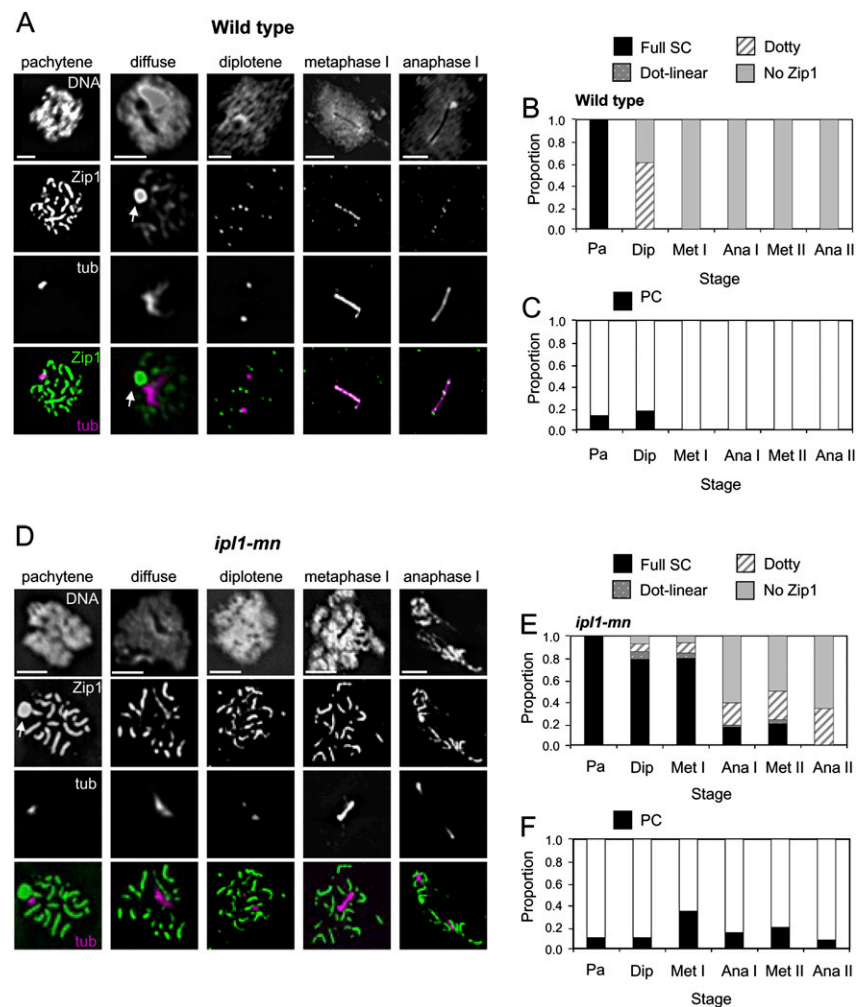 A
Wild type
pachytene diffuse diplotene metaphase I anaphase I
DNA
Zip1
tub
Zip1
tub
Full SC Dotty
Dot-linear No Zip1
B Wild type
Proportion
1.0
0.8
0.6
0.4
0.2
0.0
Pa Dip Met I Ana I Met II Ana II
Stage
C PC
Proportion
1.0
0.8
0.6
0.4
0.2
0.0
Pa Dip Met I Ana I Met II Ana II
Stage
D
ipl1-mn
pachytene diffuse diplotene metaphase I anaphase I
DNA
Zip1
tub
tub
Full SC Dotty
Dot-linear No Zip1
E ipl1-mn
Proportion
1.0
0.8
0.6
0.4
0.2
0.0
Pa Dip Met I Ana I Met II Ana II
Stage
F PC
Proportion
1.0
0.8
0.6
0.4
0.2
0.0
Pa Dip Met I Ana I Met II Ana II
Stage